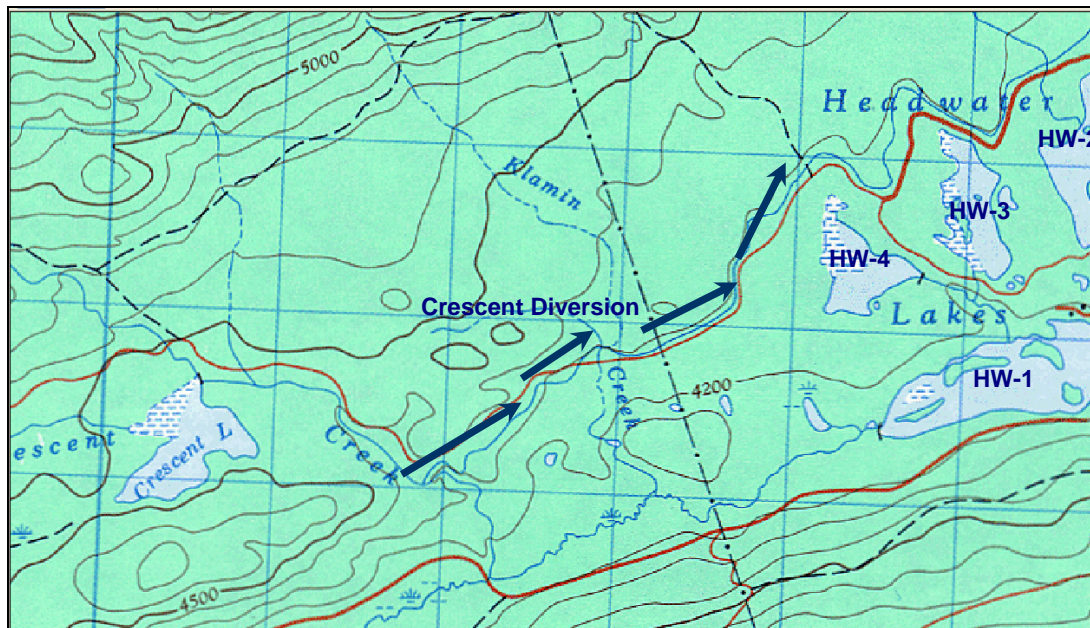 5000
Headwater
HW-2
Klamin
HW-3
HW-4
Crescent Diversion
Lakes
Creek
4200
HW-1
escent
Crescent L
Creek
4500